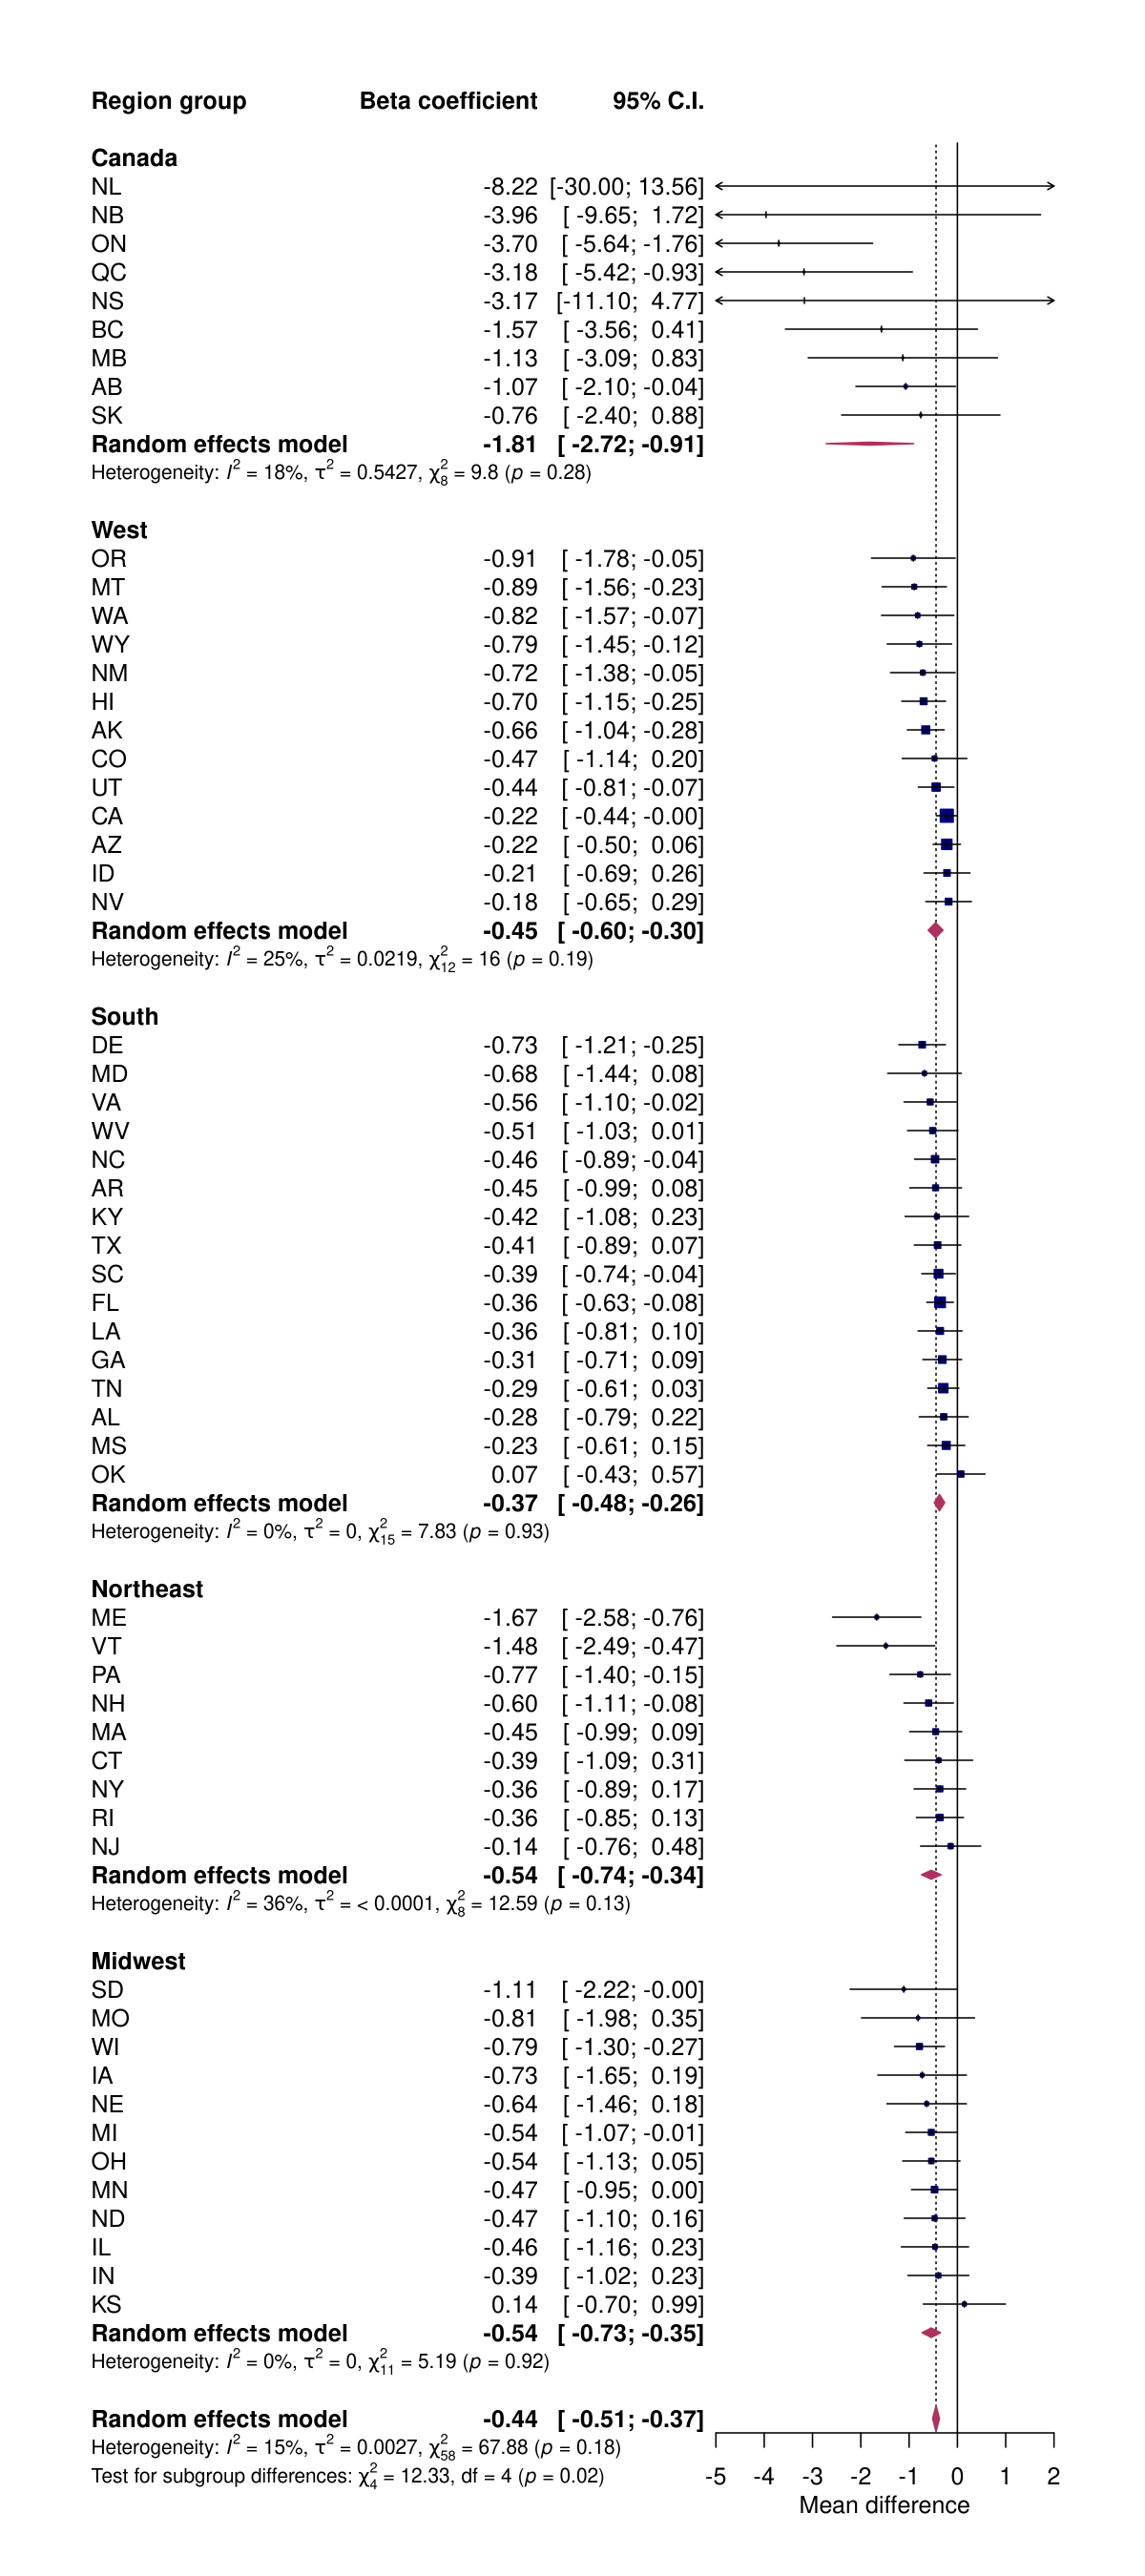 Region group Beta coefficient 95% C.I.
Canada
NL -8.22 [-30.00; 13.56]
NB -3.96 [ -9.65; 1.72]
ON -3.70 [ -5.64; -1.76]
QC -3.18 [ -5.42; -0.93]
NS -3.17 [-11.10; 4.77]
BC -1.57 [ -3.56; 0.41]
MB -1.13 [ -3.09; 0.83]
AB -1.07 [ -2.10; -0.04]
SK -0.76 [ -2.40; 0.88]
Random effects model -1.81 [ -2.72; -0.91]
Heterogeneity: I² = 18%, τ² = 0.5427, χ²₈ = 9.8 (p = 0.28)
West
OR -0.91 [ -1.78; -0.05]
MT -0.89 [ -1.56; -0.23]
WA -0.82 [ -1.57; -0.07]
WY -0.79 [ -1.45; -0.12]
NM -0.72 [ -1.38; -0.05]
HI -0.70 [ -1.15; -0.25]
AK -0.66 [ -1.04; -0.28]
CO -0.47 [ -1.14; 0.20]
UT -0.44 [ -0.81; -0.07]
CA -0.22 [ -0.44; -0.00]
AZ -0.22 [ -0.50; 0.06]
ID -0.21 [ -0.69; 0.26]
NV -0.18 [ -0.65; 0.29]
Random effects model -0.45 [ -0.60; -0.30]
Heterogeneity: I² = 25%, τ² = 0.0219, χ²₁₂ = 16 (p = 0.19)
South
DE -0.73 [ -1.21; -0.25]
MD -0.68 [ -1.44; 0.08]
VA -0.56 [ -1.10; -0.02]
WV -0.51 [ -1.03; 0.01]
NC -0.46 [ -0.89; -0.04]
AR -0.45 [ -0.99; 0.08]
KY -0.42 [ -1.08; 0.23]
TX -0.41 [ -0.89; 0.07]
SC -0.39 [ -0.74; -0.04]
FL -0.36 [ -0.63; -0.08]
LA -0.36 [ -0.81; 0.10]
GA -0.31 [ -0.71; 0.09]
TN -0.29 [ -0.61; 0.03]
AL -0.28 [ -0.79; 0.22]
MS -0.23 [ -0.61; 0.15]
OK 0.07 [ -0.43; 0.57]
Random effects model -0.37 [ -0.48; -0.26]
Heterogeneity: I² = 0%, τ² = 0, χ²₁₅ = 7.83 (p = 0.93)
Northeast
ME -1.67 [ -2.58; -0.76]
VT -1.48 [ -2.49; -0.47]
PA -0.77 [ -1.40; -0.15]
NH -0.60 [ -1.11; -0.08]
MA -0.45 [ -0.99; 0.09]
CT -0.39 [ -1.09; 0.31]
NY -0.36 [ -0.89; 0.17]
RI -0.36 [ -0.85; 0.13]
NJ -0.14 [ -0.76; 0.48]
Random effects model -0.54 [ -0.74; -0.34]
Heterogeneity: I² = 36%, τ² = < 0.0001, χ²₈ = 12.59 (p = 0.13)
Midwest
SD -1.11 [ -2.22; -0.00]
MO -0.81 [ -1.98; 0.35]
WI -0.79 [ -1.30; -0.27]
IA -0.73 [ -1.65; 0.19]
NE -0.64 [ -1.46; 0.18]
MI -0.54 [ -1.07; -0.01]
OH -0.54 [ -1.13; 0.05]
MN -0.47 [ -0.95; 0.00]
ND -0.47 [ -1.10; 0.16]
IL -0.46 [ -1.16; 0.23]
IN -0.39 [ -1.02; 0.23]
KS 0.14 [ -0.70; 0.99]
Random effects model -0.54 [ -0.73; -0.35]
Heterogeneity: I² = 0%, τ² = 0, χ²₁₁ = 5.19 (p = 0.92)
Random effects model -0.44 [ -0.51; -0.37]
Heterogeneity: I² = 15%, τ² = 0.0027, χ²₅₈ = 67.88 (p = 0.18)
Test for subgroup differences: χ²₄ = 12.33, df = 4 (p = 0.02)
-5 -4 -3 -2 -1 0 1 2
Mean difference